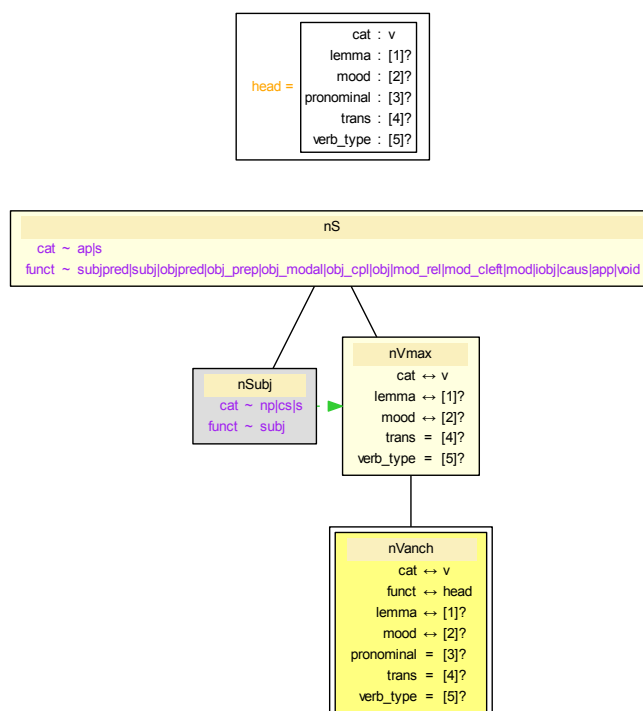 head =
cat : v
lemma : [1]?
mood : [2]?
pronominal : [3]?
trans : [4]?
verb_type : [5]?
nS
cat ~ ap|s
funct ~ subjpred|subj|objpred|obj_prep|obj_modal|obj_cpl|obj|mod_rel|mod_cleft|mod|iobj|caus|app|void
nSubj
cat ~ np|cs|s
funct ~ subj
nVmax
cat ↔ v
lemma ↔ [1]?
mood ↔ [2]?
trans = [4]?
verb_type = [5]?
nVanch
cat ↔ v
funct ↔ head
lemma ↔ [1]?
mood ↔ [2]?
pronominal = [3]?
trans = [4]?
verb_type = [5]?